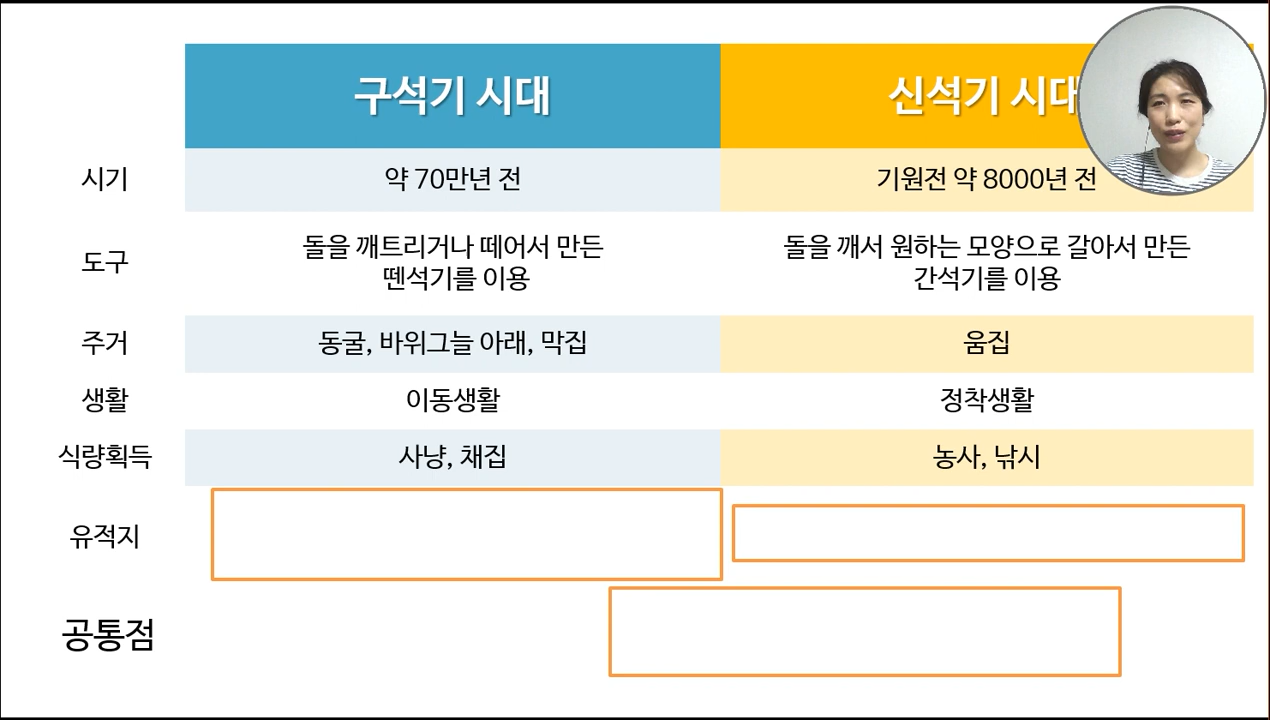 구석기 시대
신석기 시대
시기
약 70만년 전
기원전 약 8000년 전
도구
돌을 깨트리거나 떼어서 만든
뗀석기를 이용
돌을 깨서 원하는 모양으로 갈아서 만든
간석기를 이용
주거
동굴, 바위그늘 아래, 막집
움집
생활
이동생활
정착생활
식량획득
사냥, 채집
농사, 낚시
유적지
공통점